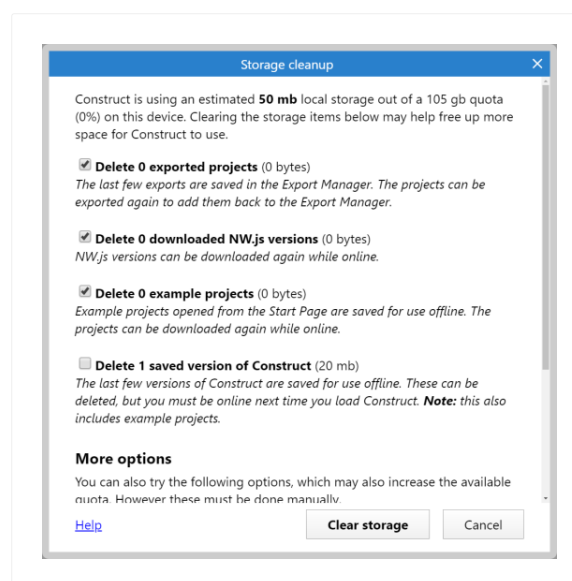 Storage cleanup
Construct is using an estimated 50 mb local storage out of a 105 gb quota
(0%) on this device. Clearing the storage items below may help free up more
space for Construct to use.
Delete 0 exported projects (0 bytes)
The last few exports are saved in the Export Manager. The projects can be
exported again to add them back to the Export Manager.
Delete 0 downloaded NW.js versions (0 bytes)
NW.js versions can be downloaded again while online.
Delete 0 example projects (0 bytes)
Example projects opened from the Start Page are saved for use offline. The
projects can be downloaded again while online.
Delete 1 saved version of Construct (20 mb)
The last few versions of Construct are saved for use offline. These can be
deleted, but you must be online next time you load Construct. Note: this also
includes example projects.
More options
You can also try the following options, which may also increase the available
quota. However these must be done manually.
Help
Clear storage
Cancel